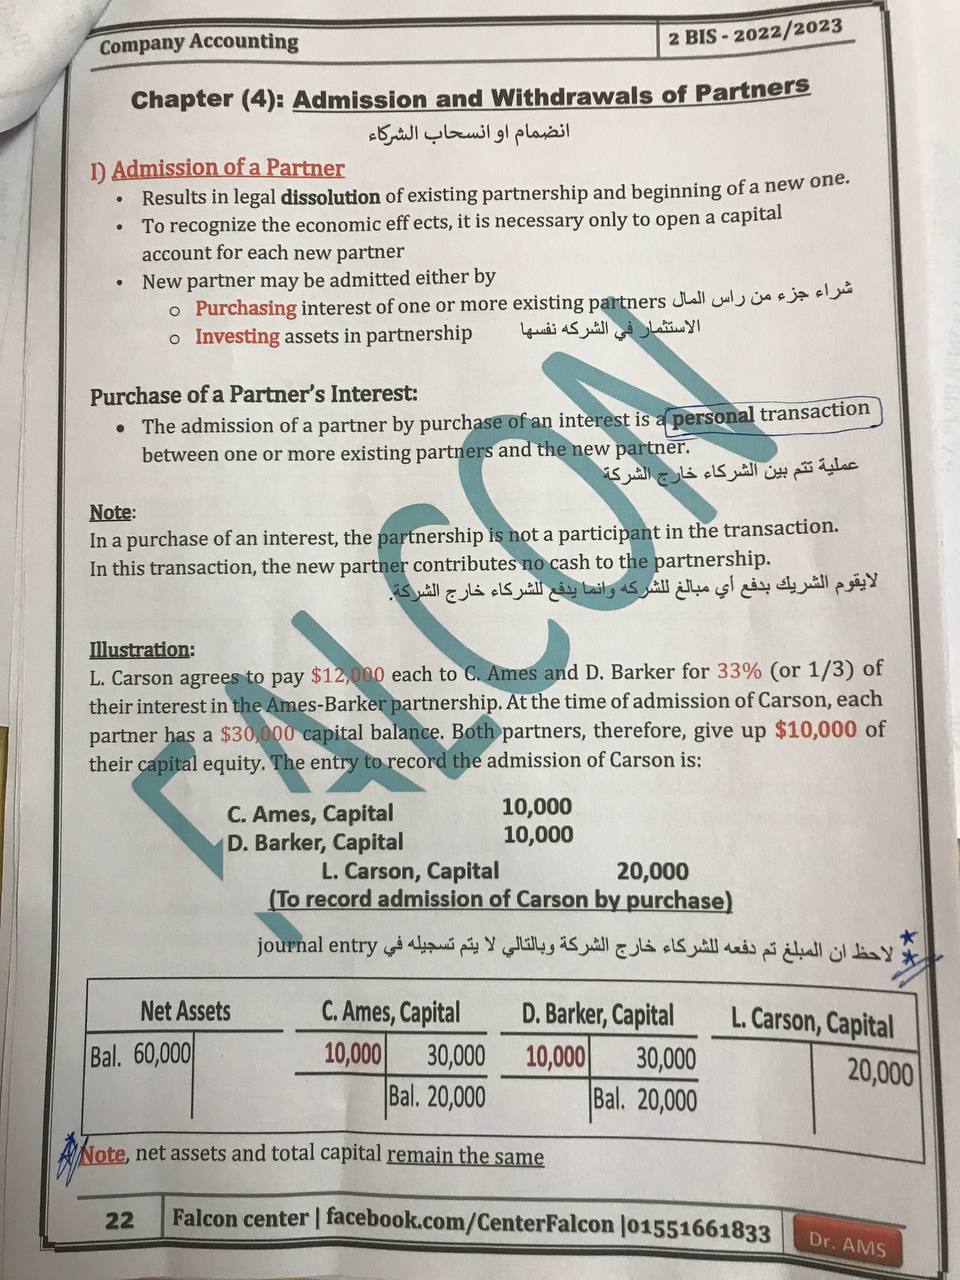 Company Accounting
2 BIS - 2022/2023
Chapter (4): Admission and Withdrawals of Partners
انضمام او انسحاب الشركاء
I) Admission of a Partner
• Results in legal dissolution of existing partnership and beginning of a new one.
• To recognize the economic eff ects, it is necessary only to open a capital
account for each new partner
• New partner may be admitted either by
o Purchasing interest of one or more existing partners شراء جزء من راس المال
o Investing assets in partnership الاستثمار في الشركه نفسها
Purchase of a Partner's Interest:
• The admission of a partner by purchase of an interest is a personal transaction
between one or more existing partners and the new partner.
عملية تتم بين الشركاء خارج الشركة
Note:
In a purchase of an interest, the partnership is not a participant in the transaction.
In this transaction, the new partner contributes no cash to the partnership.
لايقوم الشريك بدفع أي مبالغ للشركه وانما يدفع للشركاء خارج الشركة.
Illustration:
L. Carson agrees to pay $12,000 each to C. Ames and D. Barker for 33% (or 1/3) of
their interest in the Ames-Barker partnership. At the time of admission of Carson, each
partner has a $30,000 capital balance. Both partners, therefore, give up $10,000 of
their capital equity. The entry to record the admission of Carson is:
C. Ames, Capital 10,000
D. Barker, Capital 10,000
L. Carson, Capital 20,000
(To record admission of Carson by purchase)
لاحظ ان المبلغ تم دفعه للشركاء خارج الشركة وبالتالي لا يتم تسجيله في journal entry
Net Assets C. Ames, Capital D. Barker, Capital L. Carson, Capital
Bal. 60,000 10,000 30,000 10,000 30,000 20,000
Bal. 20,000 Bal. 20,000
Note, net assets and total capital remain the same
22 Falcon center | facebook.com/CenterFalcon |01551661833 Dr. AMS
FALCON